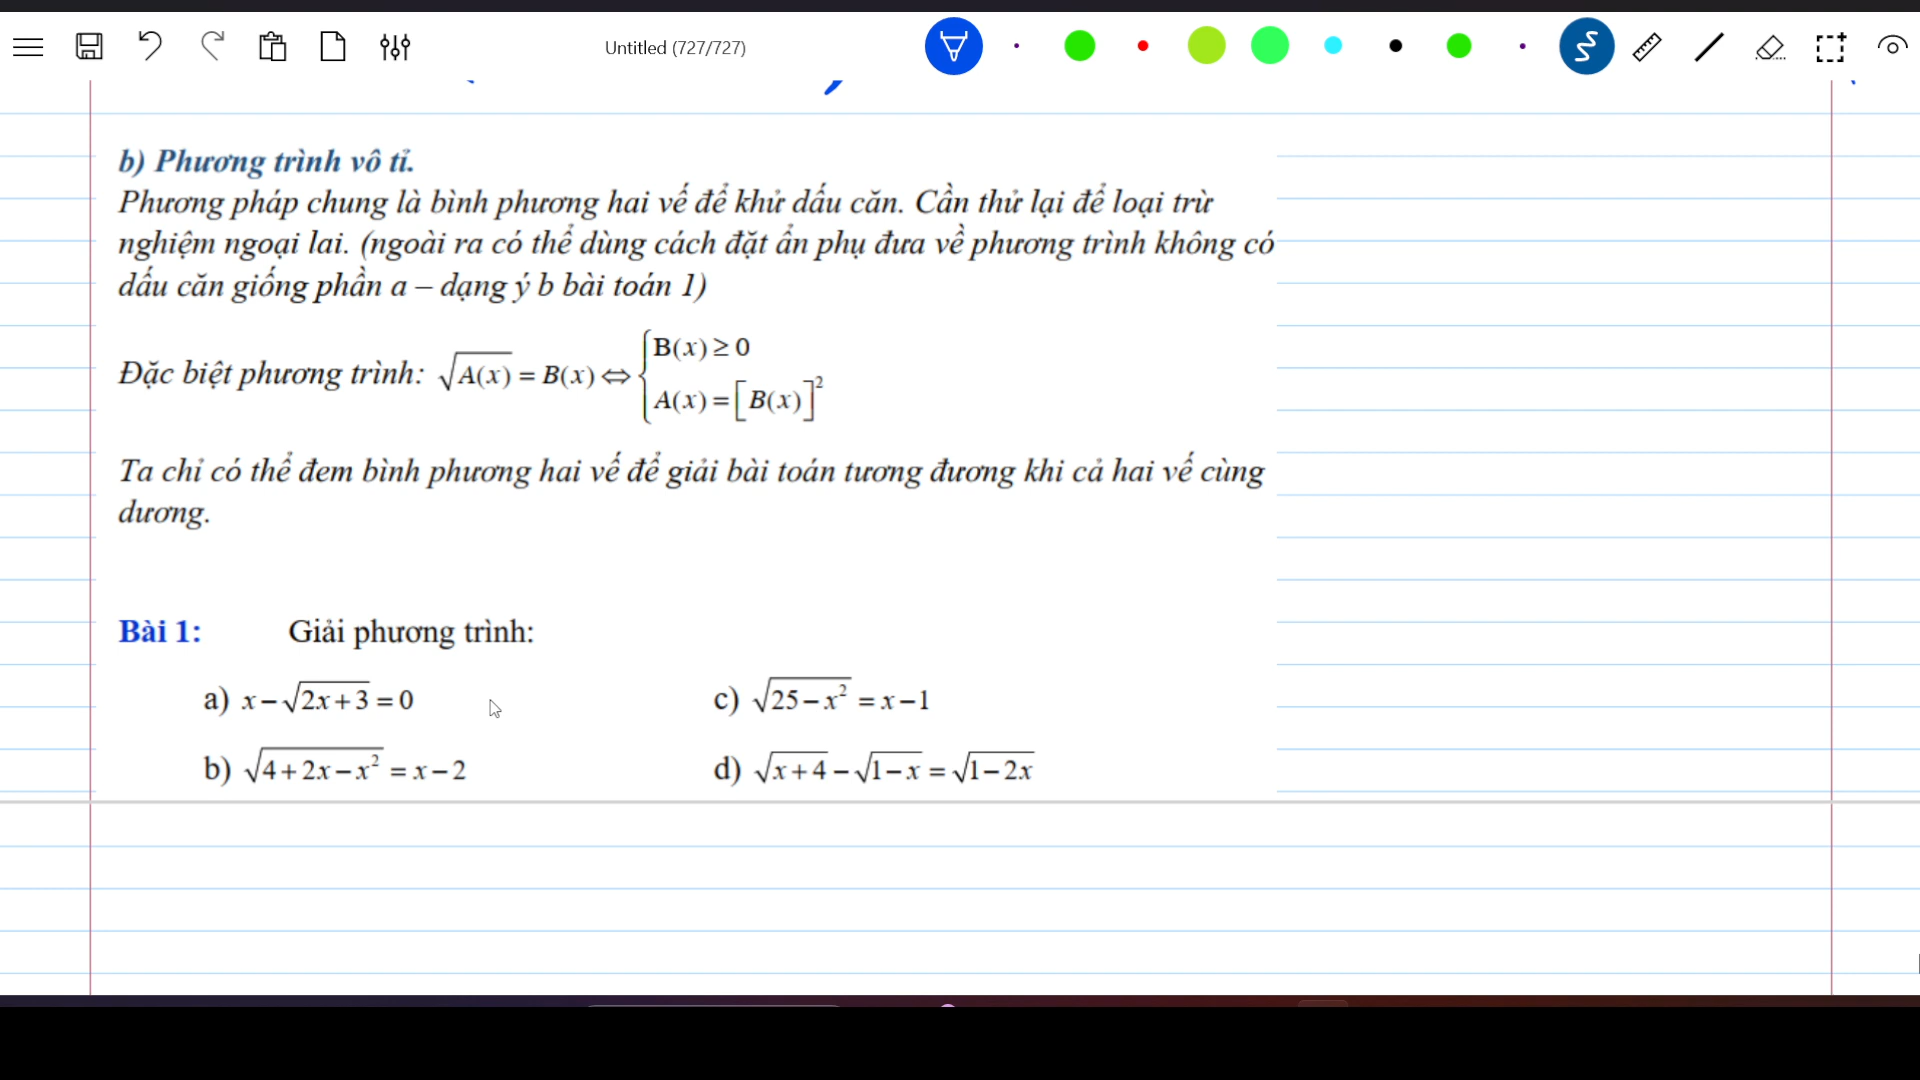 Untitled (727/727)
b) Phương trình vô tỉ.
Phương pháp chung là bình phương hai vế để khử dấu căn. Cần thử lại để loại trừ
nghiệm ngoại lai. (ngoài ra có thể dùng cách đặt ẩn phụ đưa về phương trình không có
dấu căn giống phần a – dạng ý b bài toán 1)
Đặc biệt phương trình: √A(x) = B(x) ⇔ { B(x) ≥ 0
A(x) = [B(x)]²
Ta chỉ có thể đem bình phương hai vế để giải bài toán tương đương khi cả hai vế cùng
dương.
Bài 1: Giải phương trình:
a) x − √(2x+3) = 0 c) √(25−x²) = x−1
b) √(4+2x−x²) = x−2 d) √(x+4) − √(1−x) = √(1−2x)